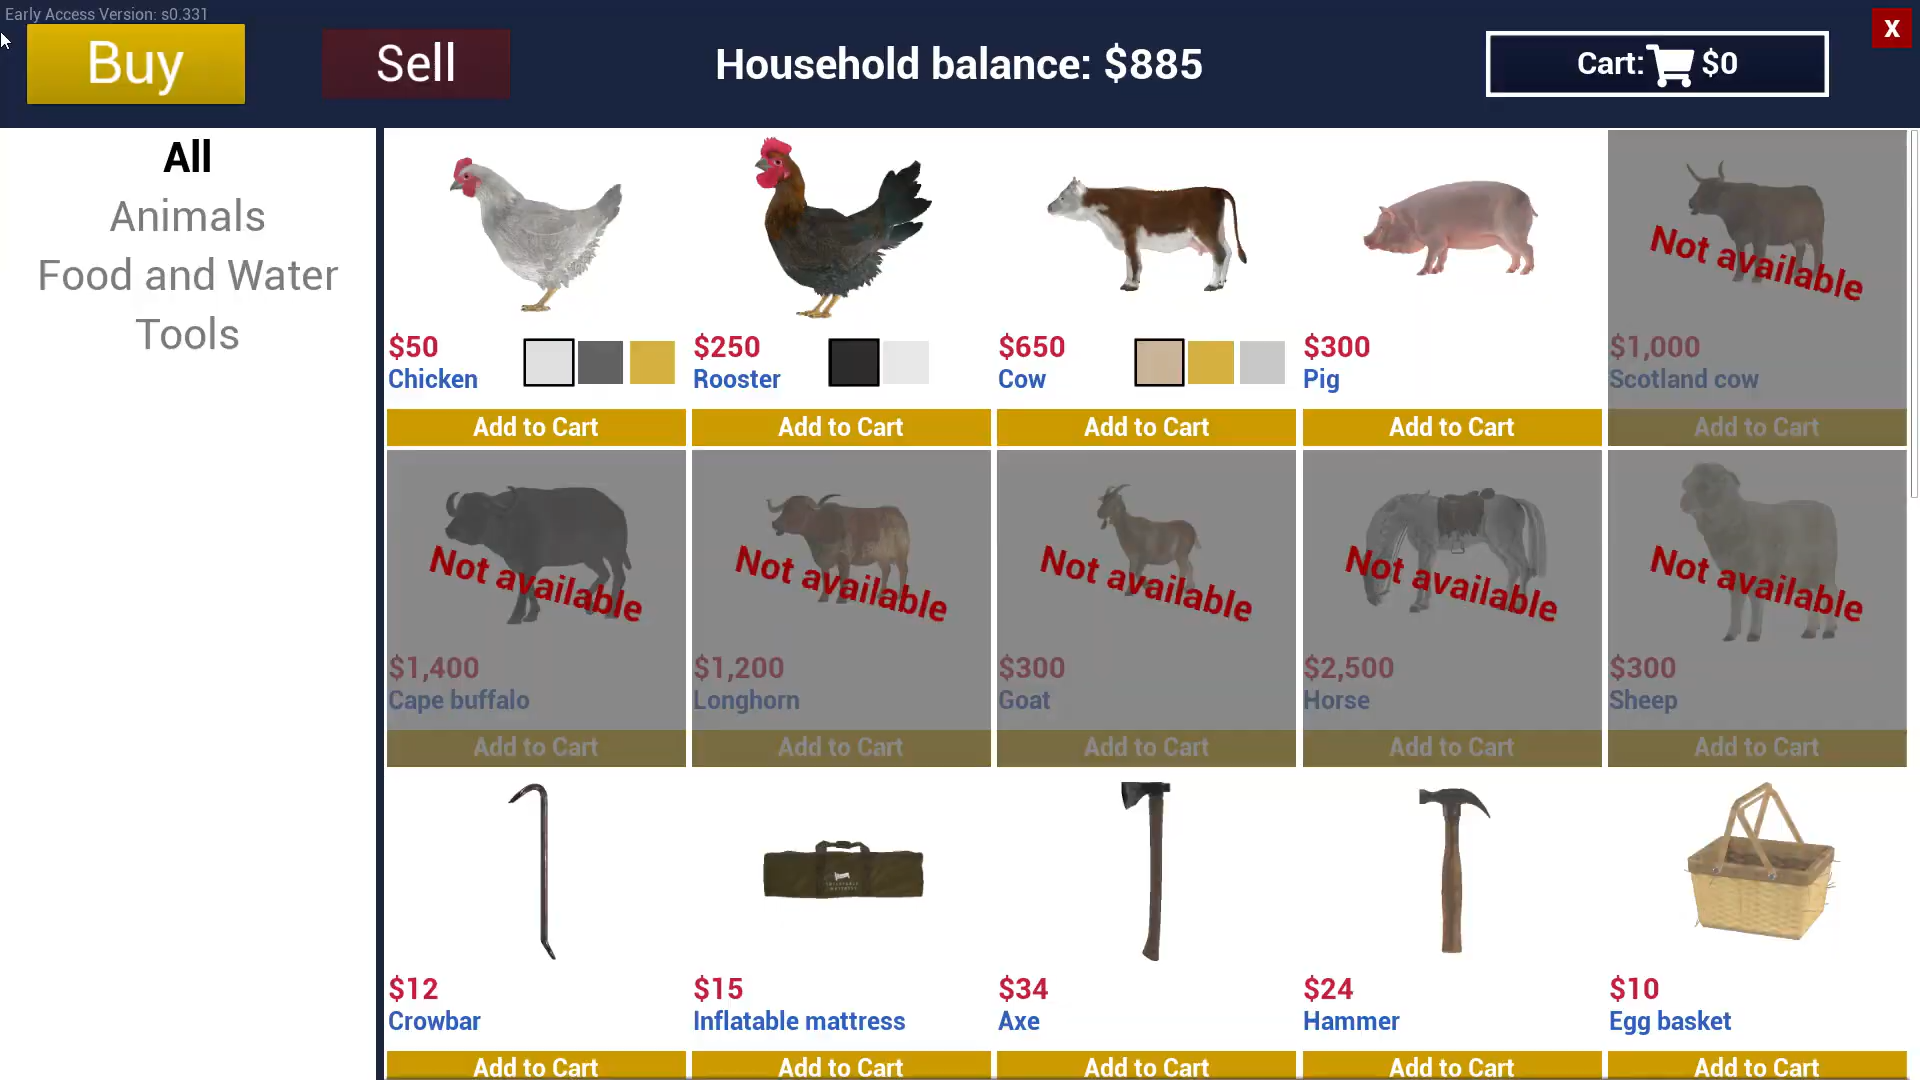 Early Access Version: s0.331
Buy
Sell
Household balance: $885
Cart: $0
X
All
Animals
Food and Water
Tools
$50
Chicken
Add to Cart
$250
Rooster
Add to Cart
$650
Cow
Add to Cart
$300
Pig
Add to Cart
Not available
$1,000
Scotland cow
Add to Cart
Not available
$1,400
Cape buffalo
Add to Cart
Not available
$1,200
Longhorn
Add to Cart
Not available
$300
Goat
Add to Cart
Not available
$2,500
Horse
Add to Cart
Not available
$300
Sheep
Add to Cart
$12
Crowbar
Add to Cart
$15
Inflatable mattress
Add to Cart
$34
Axe
Add to Cart
$24
Hammer
Add to Cart
$10
Egg basket
Add to Cart